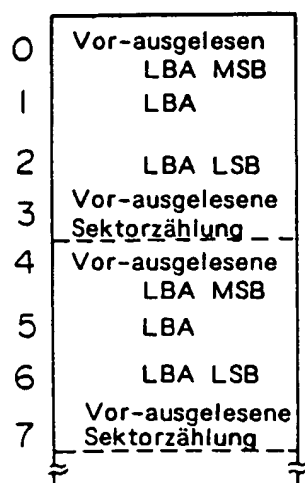 0 Vor-ausgelesen
LBA MSB
1 LBA
2 LBA LSB
3 Vor-ausgelesene
Sektorzählung
4 Vor-ausgelesene
LBA MSB
5 LBA
6 LBA LSB
Vor-ausgelesene
7 Sektorzählung